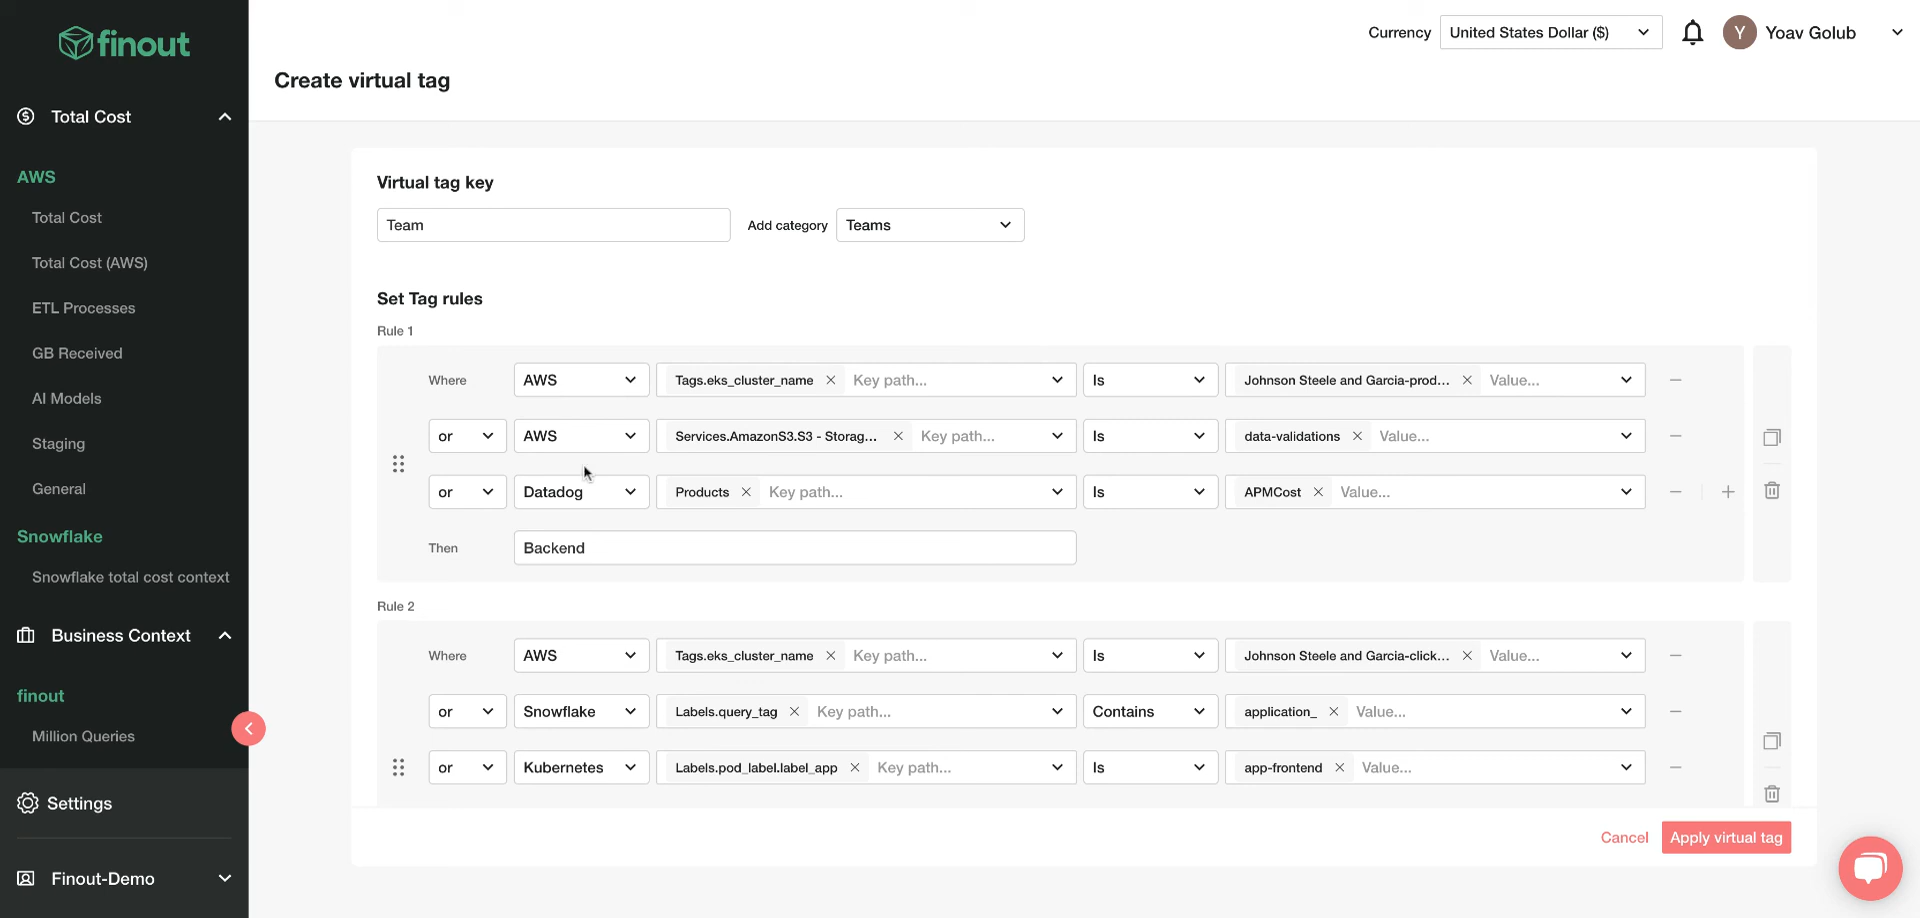 finout
Currency United States Dollar ($) Y Yoav Golub
Create virtual tag
Total Cost
AWS
Total Cost
Total Cost (AWS)
ETL Processes
GB Received
AI Models
Staging
General
Snowflake
Snowflake total cost context
Business Context
finout
Million Queries
Settings
Finout-Demo
Virtual tag key
Team Add category Teams
Set Tag rules
Rule 1
Where AWS Tags.eks_cluster_name Key path... Is Johnson Steele and Garcia-prod... Value...
or AWS Services.AmazonS3.S3 - Storag... Key path... Is data-validations Value...
or Datadog Products Key path... Is APMCost Value...
Then Backend
Rule 2
Where AWS Tags.eks_cluster_name Key path... Is Johnson Steele and Garcia-click... Value...
or Snowflake Labels.query_tag Key path... Contains application_ Value...
or Kubernetes Labels.pod_label.label_app Key path... Is app-frontend Value...
Cancel Apply virtual tag